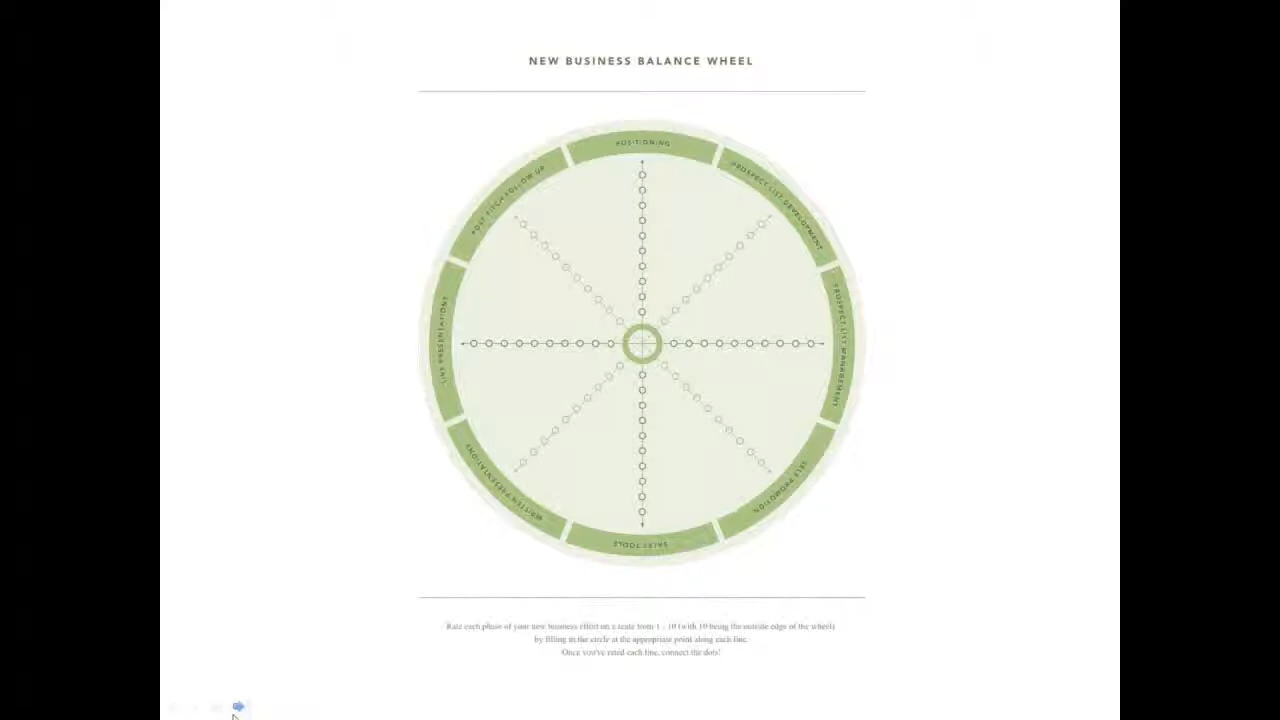 NEW BUSINESS BALANCE WHEEL
POSITIONING
PROSPECT LIST DEVELOPMENT
PROSPECT LIST MANAGEMENT
SELF PROMOTION
SALES TOOLS
WRITTEN PRESENTATIONS
LIVE PRESENTATIONS
POST PITCH FOLLOW UP
Rate each phase of your new business effort on a scale from 1 - 10 (with 10 being the outside edge of the wheel)
by filling in the circle at the appropriate point along each line.
Once you've rated each line, connect the dots!